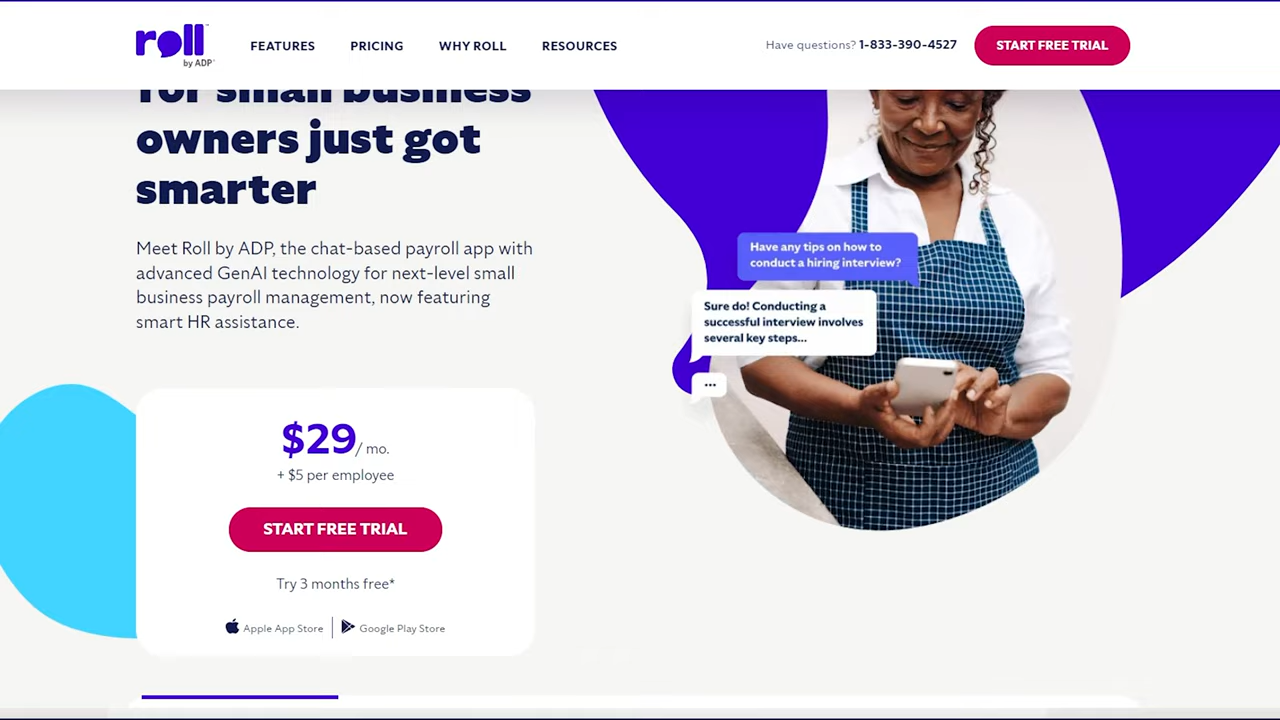 roll
by ADP
FEATURES
PRICING
WHY ROLL
RESOURCES
Have questions? 1-833-390-4527
START FREE TRIAL
for small business
owners just got
smarter
Meet Roll by ADP, the chat-based payroll app with
advanced GenAI technology for next-level small
business payroll management, now featuring
smart HR assistance.
Have any tips on how to
conduct a hiring interview?
Sure do! Conducting a
successful interview involves
several key steps...
...
$29/ mo.
+ $5 per employee
START FREE TRIAL
Try 3 months free*
Apple App Store
Google Play Store